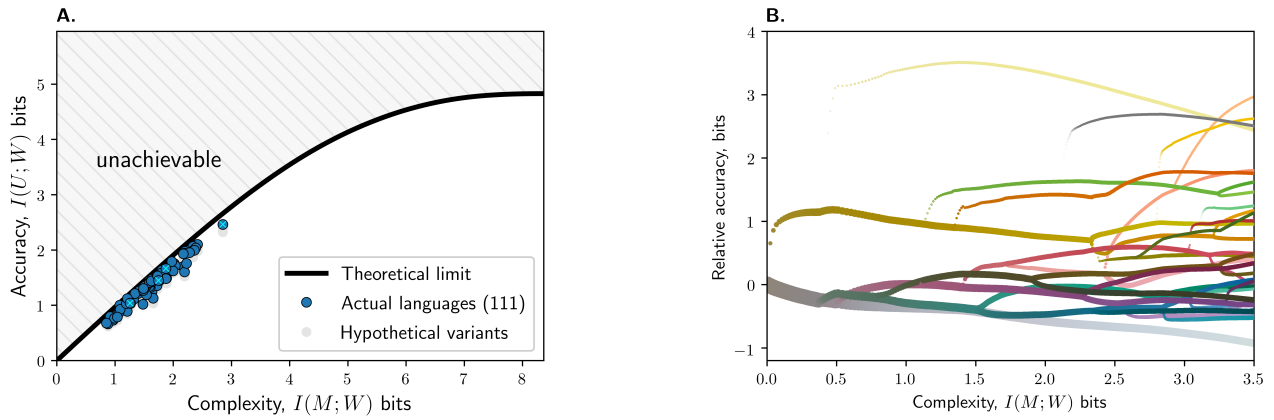 A.
5
4
3
2
1
0
Accuracy, I(U;W) bits
unachievable
Theoretical limit
Actual languages (111)
Hypothetical variants
0 1 2 3 4 5 6 7 8
Complexity, I(M;W) bits
B.
4
3
2
1
0
−1
Relative accuracy, bits
0.0 0.5 1.0 1.5 2.0 2.5 3.0 3.5
Complexity, I(M;W) bits